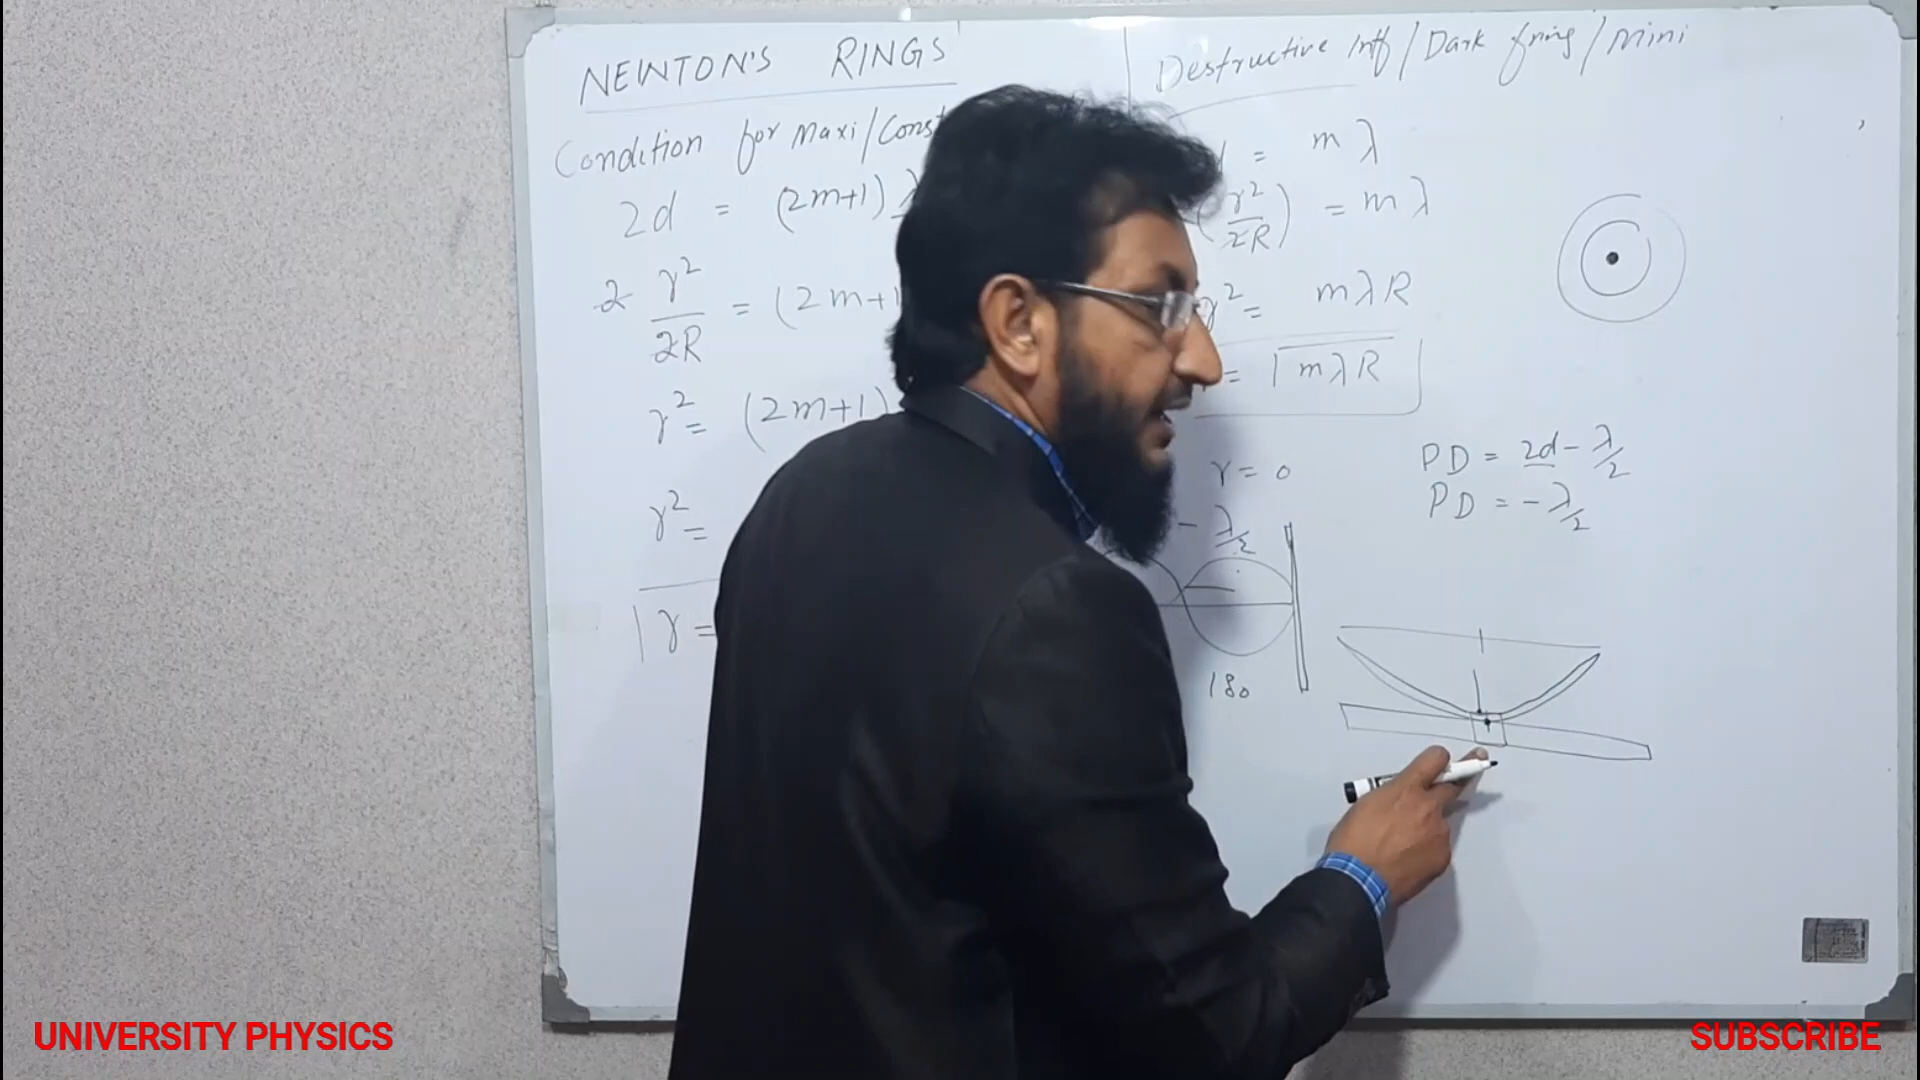 NEWTON'S RINGS
Condition for Maxi/Const
2d = (2m+1) λ
2 r²/2R = (2m+1
r² = (2m+1)
r² =
r =
Destructive Intf/Dark fring/Mini
= mλ
(r²/2R) = mλ
r² = mλR
= √mλR
r = 0
- λ/2
180
PD = 2d - λ/2
PD = - λ/2
UNIVERSITY PHYSICS
SUBSCRIBE